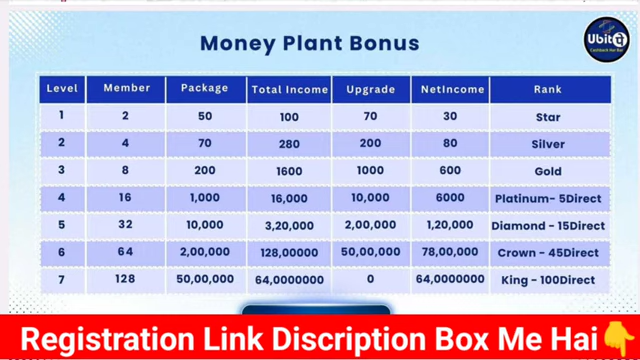 Ubitपे
Cashback Har Bar
Money Plant Bonus
Level Member Package Total Income Upgrade NetIncome Rank
1 2 50 100 70 30 Star
2 4 70 280 200 80 Silver
3 8 200 1600 1000 600 Gold
4 16 1,000 16,000 10,000 6000 Platinum- 5Direct
5 32 10,000 3,20,000 2,00,000 1,20,000 Diamond - 15Direct
6 64 2,00,000 128,00000 50,00,000 78,00,000 Crown - 45Direct
7 128 50,00,000 64,0000000 0 64,0000000 King - 100Direct
Registration Link Discription Box Me Hai👇